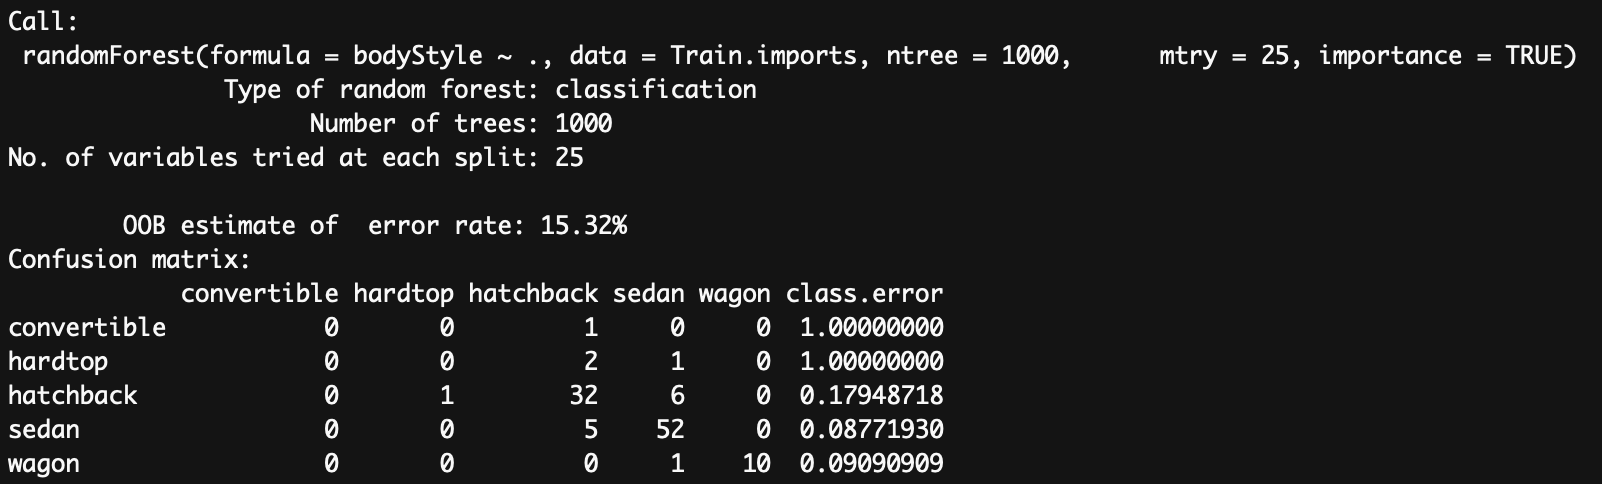 Call:
 randomForest(formula = bodyStyle ~ ., data = Train.imports, ntree = 1000,      mtry = 25, importance = TRUE)
               Type of random forest: classification
                     Number of trees: 1000
No. of variables tried at each split: 25

        OOB estimate of  error rate: 15.32%
Confusion matrix:
            convertible hardtop hatchback sedan wagon class.error
convertible           0       0         1     0     0  1.00000000
hardtop               0       0         2     1     0  1.00000000
hatchback             0       1        32     6     0  0.17948718
sedan                 0       0         5    52     0  0.08771930
wagon                 0       0         0     1    10  0.09090909